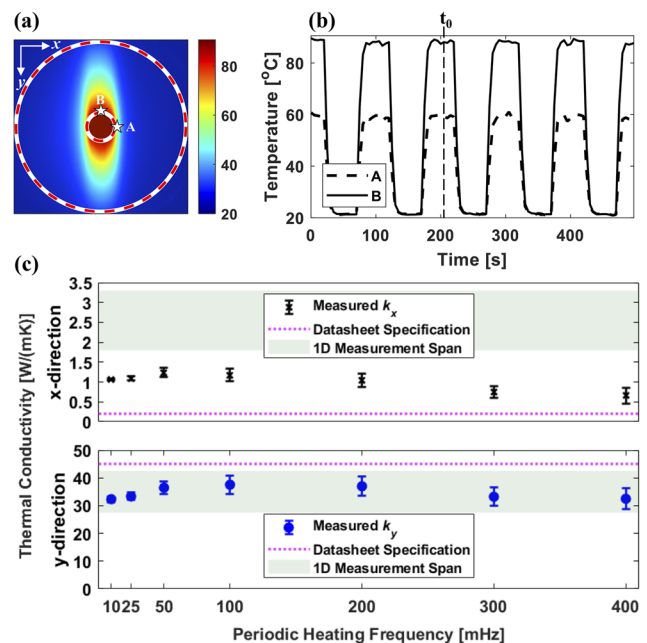 (a)
x
y
B
A
80
60
40
20
(b)
t0
Temperature [°C]
80
60
40
20
A
B
0
100
200
300
400
Time [s]
(c)
Thermal Conductivity [W/(mK)]
x-direction
3.5
3
2.5
2
1.5
1
0.5
0
Measured kx
Datasheet Specification
1D Measurement Span
y-direction
50
40
30
20
10
0
Measured ky
Datasheet Specification
1D Measurement Span
10 25 50 100 200 300 400
Periodic Heating Frequency [mHz]